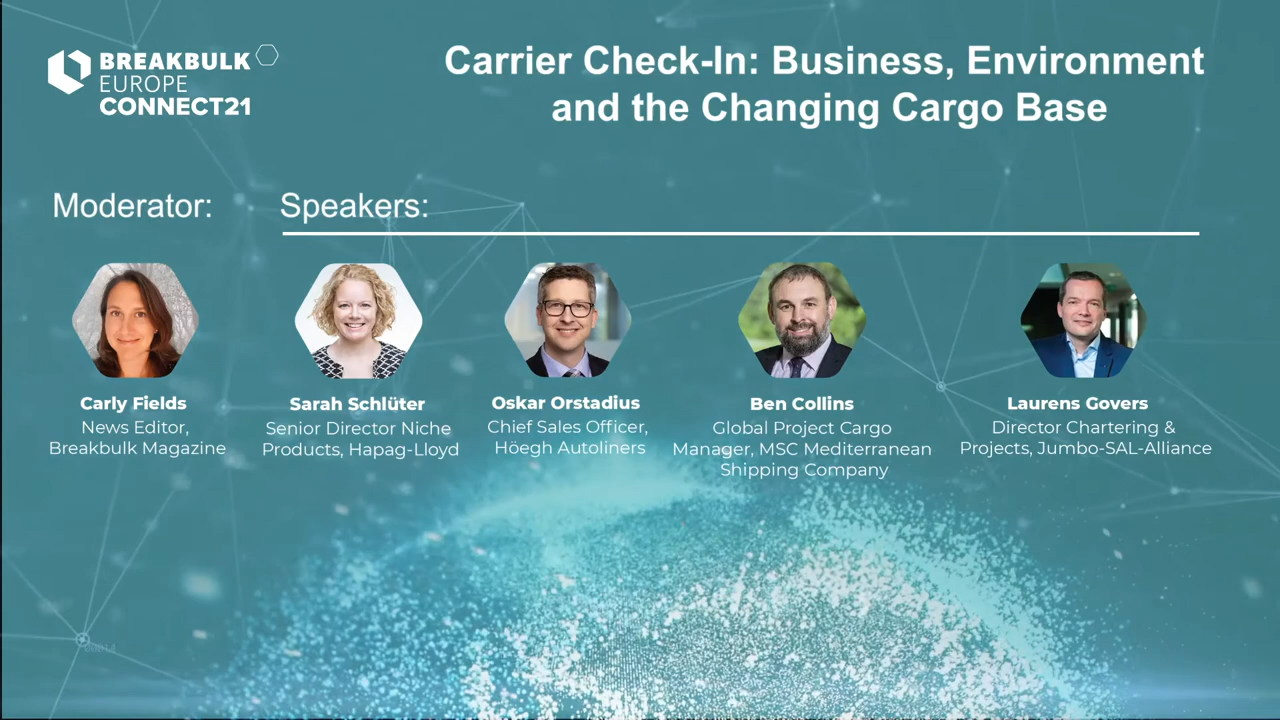 BREAKBULK
EUROPE
CONNECT21
Carrier Check-In: Business, Environment
and the Changing Cargo Base
Moderator:
Speakers:
Carly Fields
News Editor,
Breakbulk Magazine
Sarah Schlüter
Senior Director Niche
Products, Hapag-Lloyd
Oskar Orstadius
Chief Sales Officer,
Höegh Autoliners
Ben Collins
Global Project Cargo
Manager, MSC Mediterranean
Shipping Company
Laurens Govers
Director Chartering &
Projects, Jumbo-SAL-Alliance